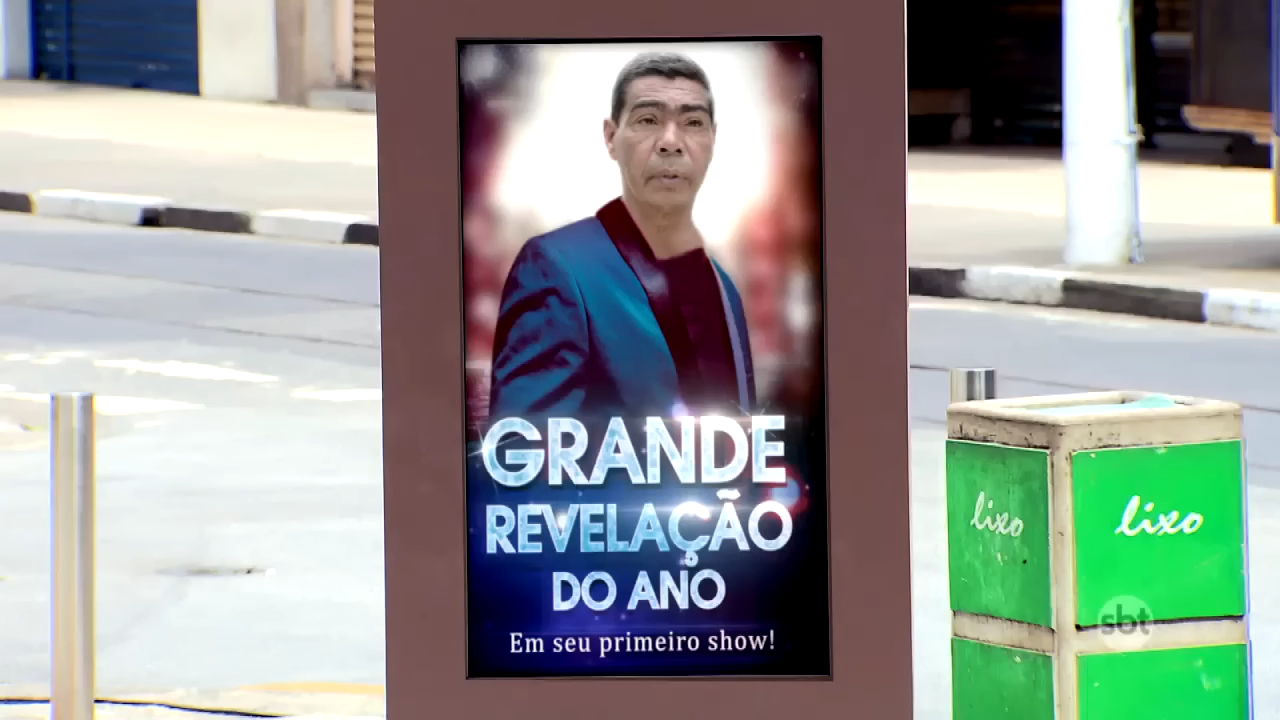 GRANDE
REVELAÇÃO
DO ANO
Em seu primeiro show!
lixo
lixo
sbt